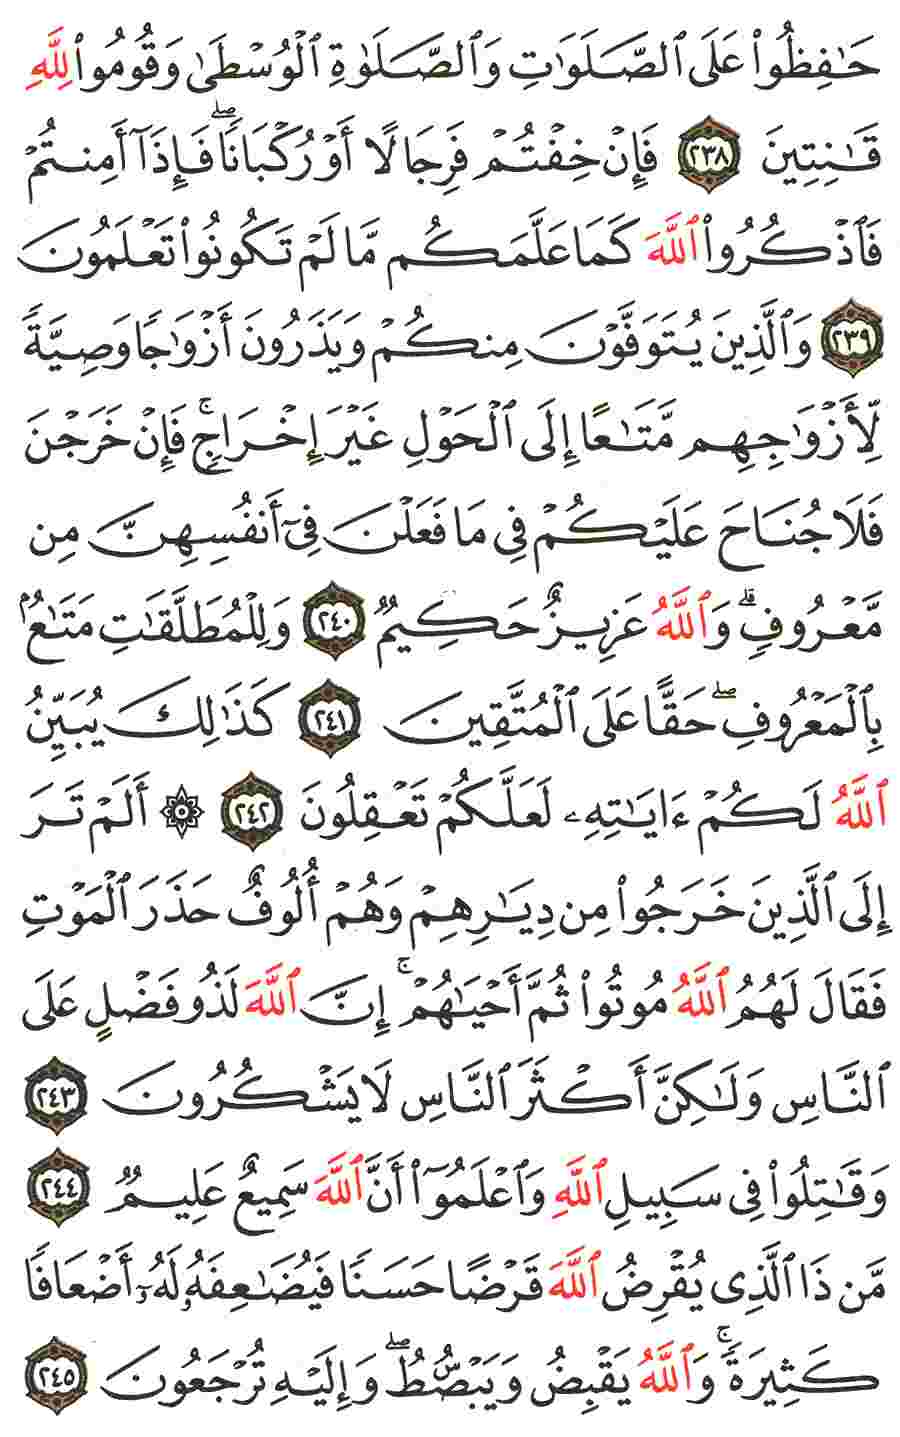 حَٰفِظُوا۟ عَلَى ٱلصَّلَوَٰتِ وَٱلصَّلَوٰةِ ٱلْوُسْطَىٰ وَقُومُوا۟ لِلَّهِ
قَٰنِتِينَ ٢٣٨ فَإِنْ خِفْتُمْ فَرِجَالًا أَوْ رُكْبَانًا ۖ فَإِذَآ أَمِنتُمْ
فَٱذْكُرُوا۟ ٱللَّهَ كَمَا عَلَّمَكُم مَّا لَمْ تَكُونُوا۟ تَعْلَمُونَ
٢٣٩ وَٱلَّذِينَ يُتَوَفَّوْنَ مِنكُمْ وَيَذَرُونَ أَزْوَٰجًا وَصِيَّةً
لِّأَزْوَٰجِهِم مَّتَٰعًا إِلَى ٱلْحَوْلِ غَيْرَ إِخْرَاجٍ ۚ فَإِنْ خَرَجْنَ
فَلَا جُنَاحَ عَلَيْكُمْ فِى مَا فَعَلْنَ فِىٓ أَنفُسِهِنَّ مِن
مَّعْرُوفٍ ۗ وَٱللَّهُ عَزِيزٌ حَكِيمٌ ٢٤٠ وَلِلْمُطَلَّقَٰتِ مَتَٰعٌۢ
بِٱلْمَعْرُوفِ ۖ حَقًّا عَلَى ٱلْمُتَّقِينَ ٢٤١ كَذَٰلِكَ يُبَيِّنُ
ٱللَّهُ لَكُمْ ءَايَٰتِهِۦ لَعَلَّكُمْ تَعْقِلُونَ ٢٤٢ ۞ أَلَمْ تَرَ
إِلَى ٱلَّذِينَ خَرَجُوا۟ مِن دِيَٰرِهِمْ وَهُمْ أُلُوفٌ حَذَرَ ٱلْمَوْتِ
فَقَالَ لَهُمُ ٱللَّهُ مُوتُوا۟ ثُمَّ أَحْيَٰهُمْ ۚ إِنَّ ٱللَّهَ لَذُو فَضْلٍ عَلَى
ٱلنَّاسِ وَلَٰكِنَّ أَكْثَرَ ٱلنَّاسِ لَا يَشْكُرُونَ ٢٤٣
وَقَٰتِلُوا۟ فِى سَبِيلِ ٱللَّهِ وَٱعْلَمُوٓا۟ أَنَّ ٱللَّهَ سَمِيعٌ عَلِيمٌ ٢٤٤
مَّن ذَا ٱلَّذِى يُقْرِضُ ٱللَّهَ قَرْضًا حَسَنًا فَيُضَٰعِفَهُۥ لَهُۥٓ أَضْعَافًا
كَثِيرَةً ۚ وَٱللَّهُ يَقْبِضُ وَيَبْصُۜطُ ۖ وَإِلَيْهِ تُرْجَعُونَ ٢٤٥